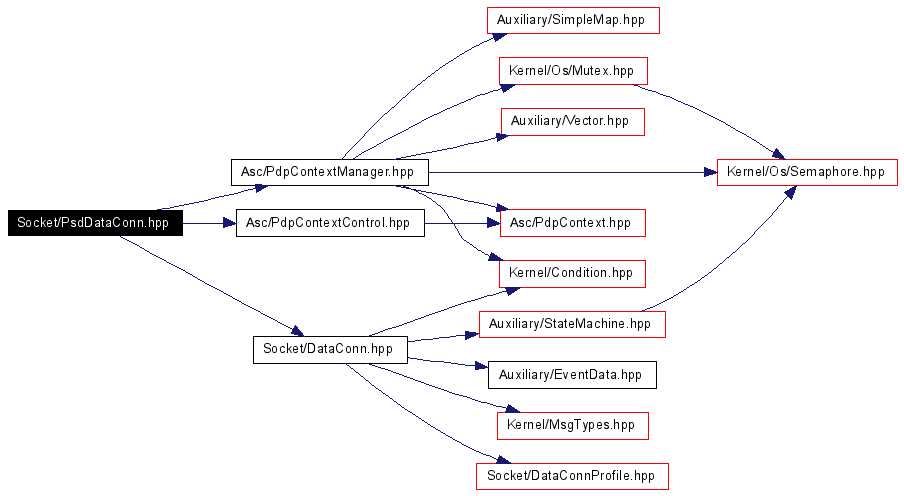 Auxiliary/SimpleMap.hpp
Kernel/Os/Mutex.hpp
Auxiliary/Vector.hpp
Asc/PdpContextManager.hpp
Kernel/Os/Semaphore.hpp
Socket/PsdDataConn.hpp
Asc/PdpContextControl.hpp
Asc/PdpContext.hpp
Kernel/Condition.hpp
Auxiliary/StateMachine.hpp
Socket/DataConn.hpp
Auxiliary/EventData.hpp
Kernel/MsgTypes.hpp
Socket/DataConnProfile.hpp